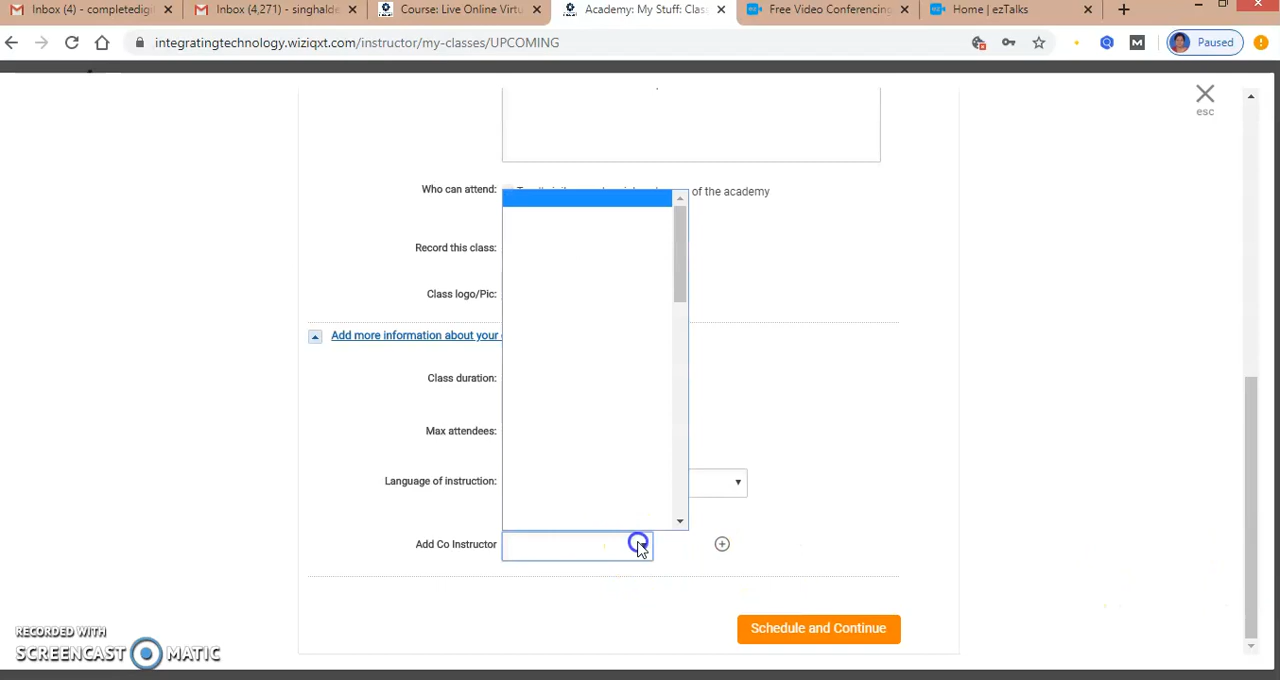 Inbox (4) - completedig
Inbox (4,271) - singhalde
Course: Live Online Virtu
Academy: My Stuff: Clas
Free Video Conferencing
Home | ezTalks
integratingtechnology.wiziqxt.com/instructor/my-classes/UPCOMING
Paused
esc
Who can attend:
of the academy
Record this class:
Class logo/Pic:
Add more information about your
Class duration:
Max attendees:
Language of instruction:
Add Co Instructor
Schedule and Continue
RECORDED WITH
SCREENCAST MATIC